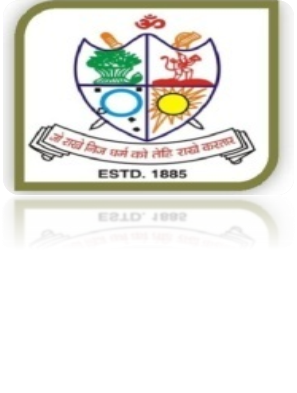 ॐ
जो राखे निज धर्म को तेहि राखे करतार
ESTD. 1885